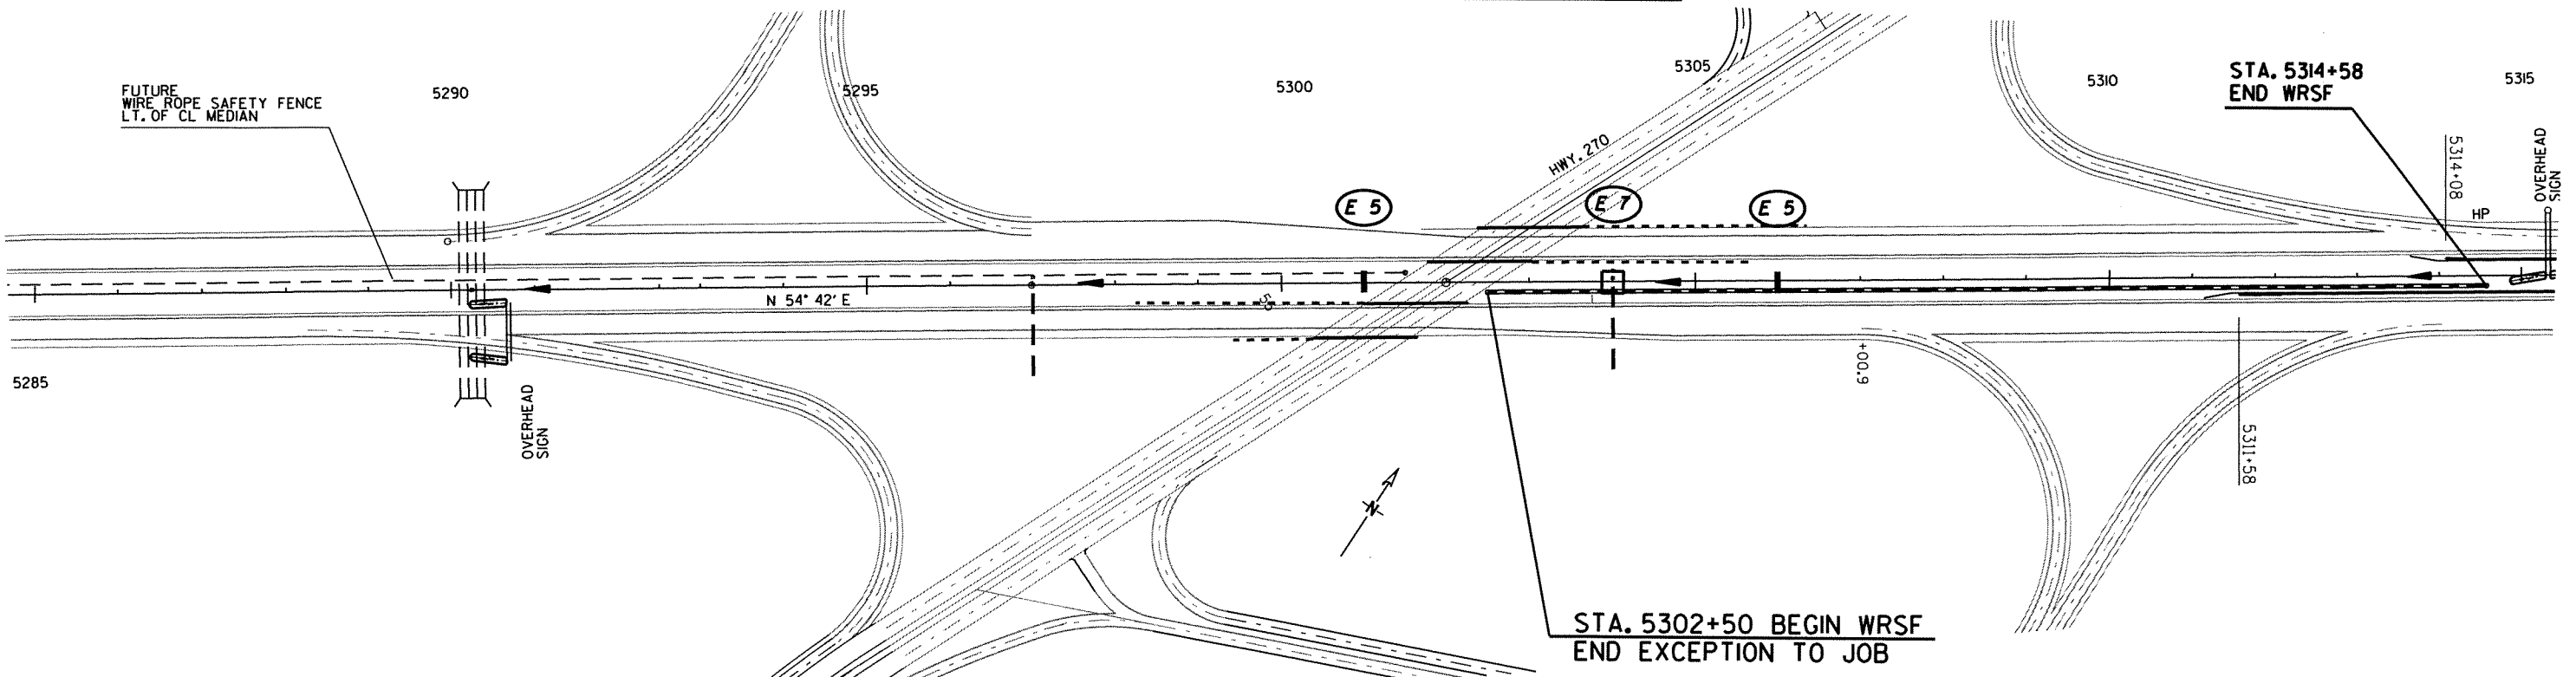 FUTURE
WIRE ROPE SAFETY FENCE
LT. OF CL MEDIAN
5290
5295
5300
5305
5310
STA. 5314+58
END WRSF
5315
5314+08
OVERHEAD
SIGN
HP
HWY. 270
E 5
E 7
E 5
N 54° 42' E
55
+00.9
5285
OVERHEAD
SIGN
5311+58
N
STA. 5302+50 BEGIN WRSF
END EXCEPTION TO JOB